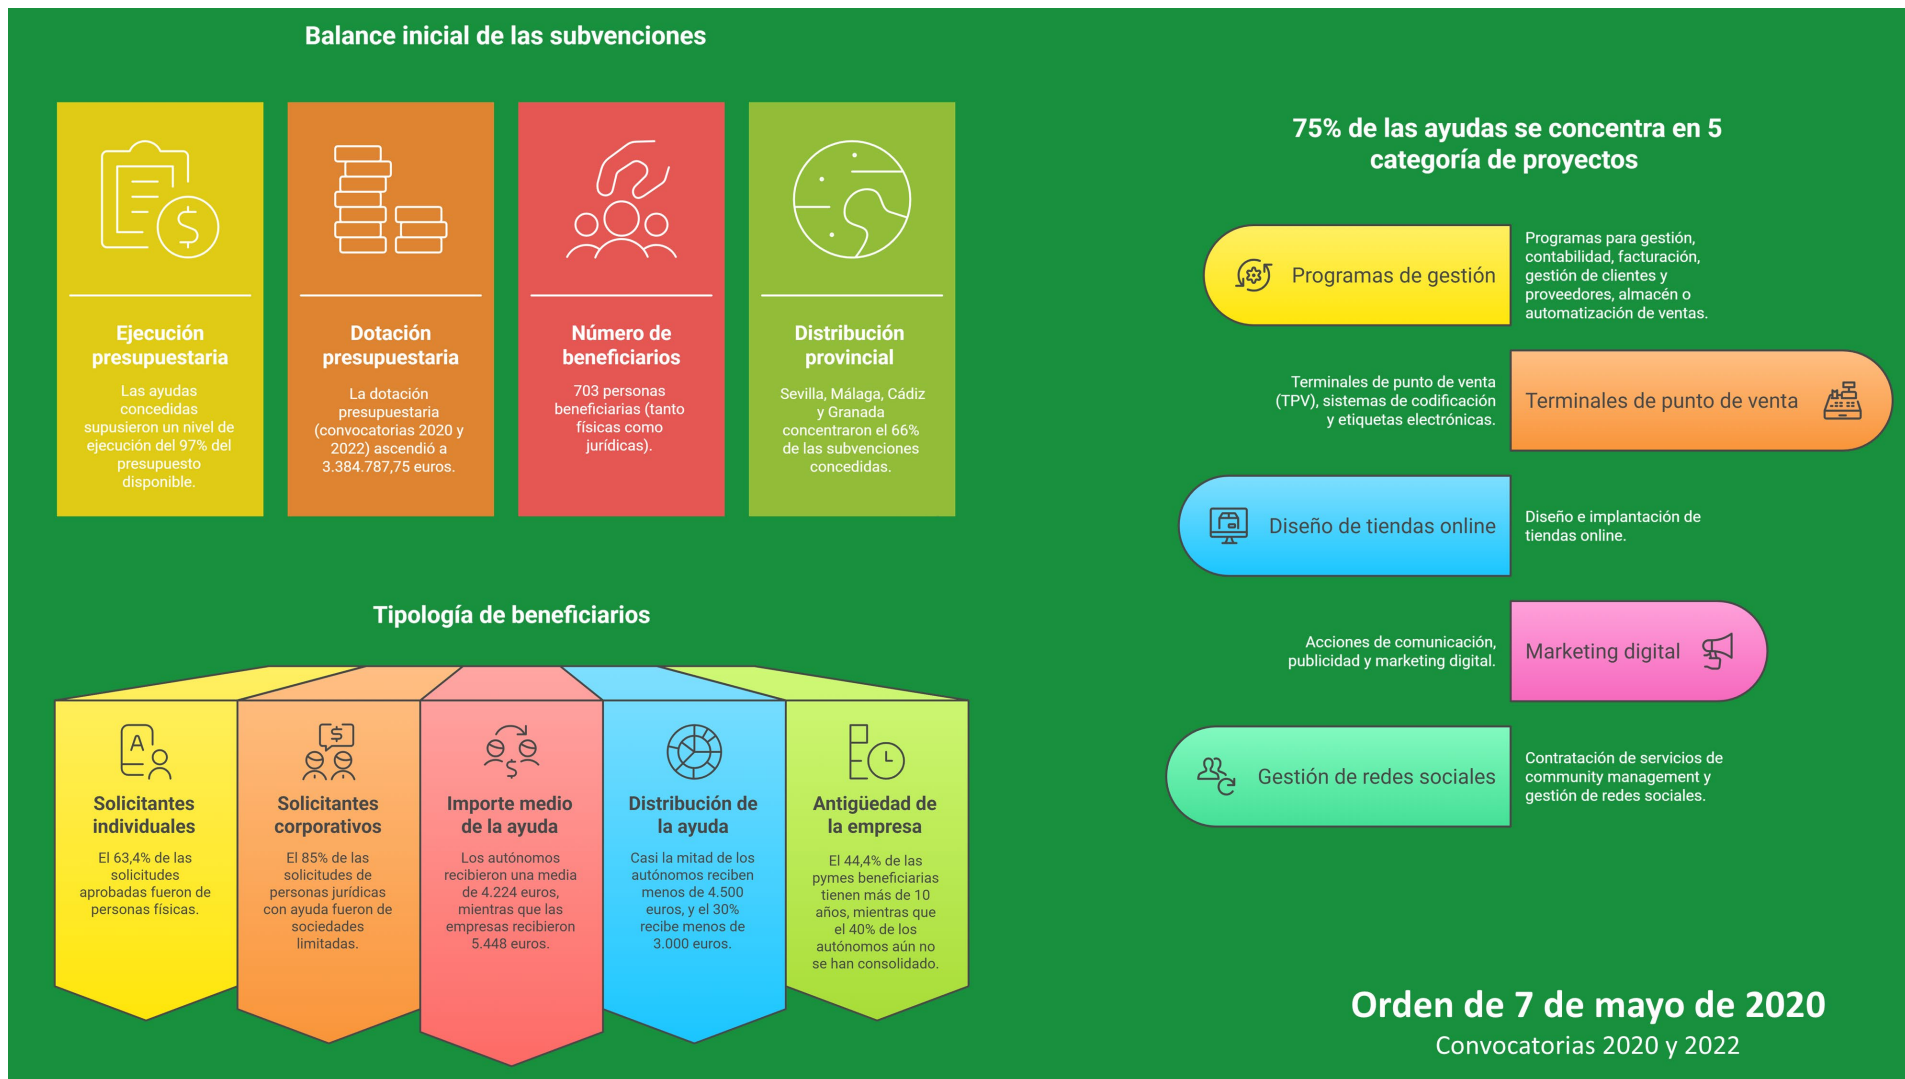 Balance inicial de las subvenciones
Ejecución
presupuestaria
Las ayudas
concedidas
supusieron un nivel de
ejecución del 97% del
presupuesto
disponible.
Dotación
presupuestaria
La dotación
presupuestaria
(convocatorias 2020 y
2022) ascendió a
3.384.787,75 euros.
Número de
beneficiarios
703 personas
beneficiarias (tanto
físicas como
jurídicas).
Distribución
provincial
Sevilla, Málaga, Cádiz
y Granada
concentraron el 66%
de las subvenciones
concedidas.
Tipología de beneficiarios
A
Solicitantes
individuales
El 63,4% de las
solicitudes
aprobadas fueron de
personas físicas.
Solicitantes
corporativos
El 85% de las
solicitudes de
personas jurídicas
con ayuda fueron de
sociedades
limitadas.
Importe medio
de la ayuda
Los autónomos
recibieron una media
de 4.224 euros,
mientras que las
empresas recibieron
5.448 euros.
Distribución de
la ayuda
Casi la mitad de los
autónomos reciben
menos de 4.500
euros, y el 30%
recibe menos de
3.000 euros.
Antigüedad de
la empresa
El 44,4% de las
pymes beneficiarias
tienen más de 10
años, mientras que
el 40% de los
autónomos aún no
se han consolidado.
75% de las ayudas se concentra en 5
categoría de proyectos
Programas de gestión
Programas para gestión,
contabilidad, facturación,
gestión de clientes y
proveedores, almacén o
automatización de ventas.
Terminales de punto de venta
(TPV), sistemas de codificación
y etiquetas electrónicas.
Terminales de punto de venta
Diseño de tiendas online
Diseño e implantación de
tiendas online.
Acciones de comunicación,
publicidad y marketing digital.
Marketing digital
Gestión de redes sociales
Contratación de servicios de
community management y
gestión de redes sociales.
Orden de 7 de mayo de 2020
Convocatorias 2020 y 2022